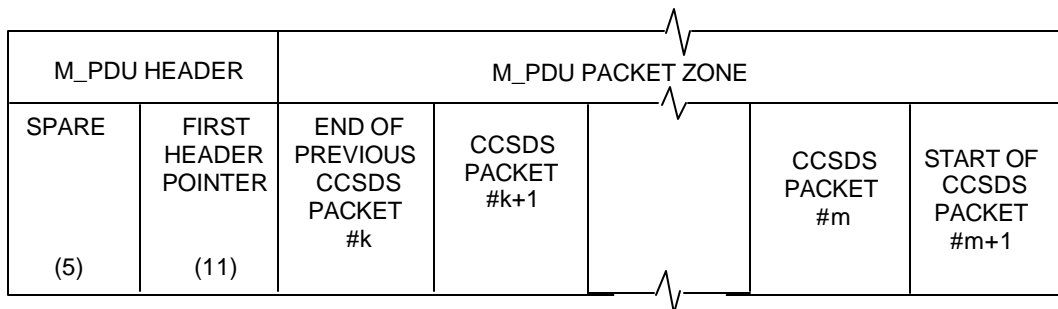 M_PDU HEADER
M_PDU PACKET ZONE
SPARE
(5)
FIRST
HEADER
POINTER
(11)
END OF
PREVIOUS
CCSDS
PACKET
#k
CCSDS
PACKET
#k+1
CCSDS
PACKET
#m
START OF
CCSDS
PACKET
#m+1